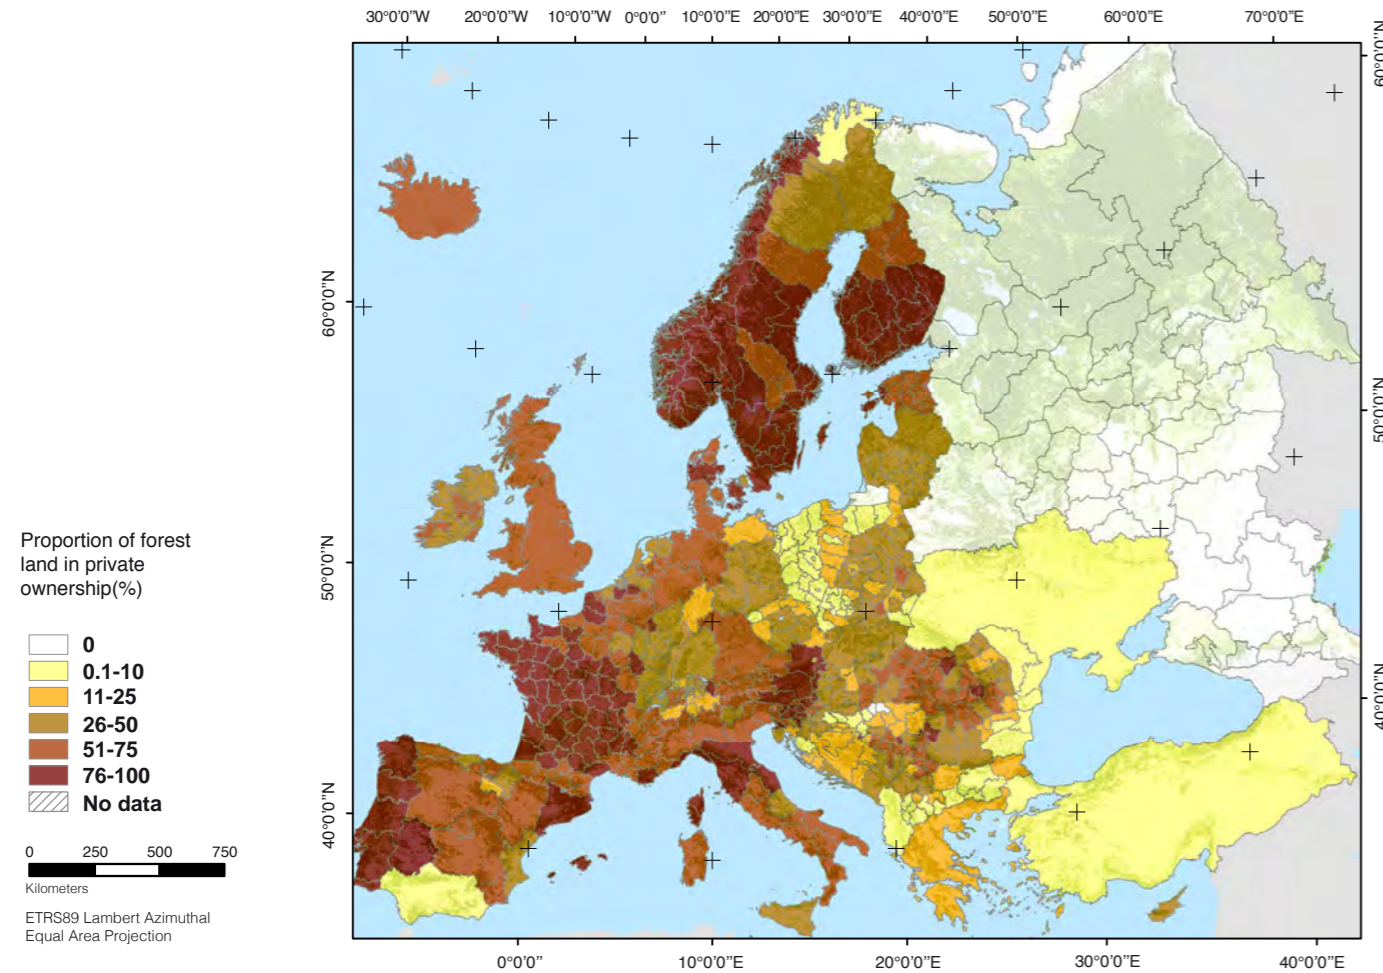 30°0'0"W 20°0'0"W 10°0'0"W 0°0'0" 10°0'0"E 20°0'0"E 30°0'0"E 40°0'0"E 50°0'0"E 60°0'0"E 70°0'0"E
60°0'0"N
60°0'0"N
50°0'0"N
50°0'0"N
40°0'0"N
40°0'0"N
Proportion of forest
land in private
ownership(%)
0
0.1-10
11-25
26-50
51-75
76-100
No data
0 250 500 750
Kilometers
ETRS89 Lambert Azimuthal
Equal Area Projection
0°0'0" 10°0'0"E 20°0'0"E 30°0'0"E 40°0'0"E